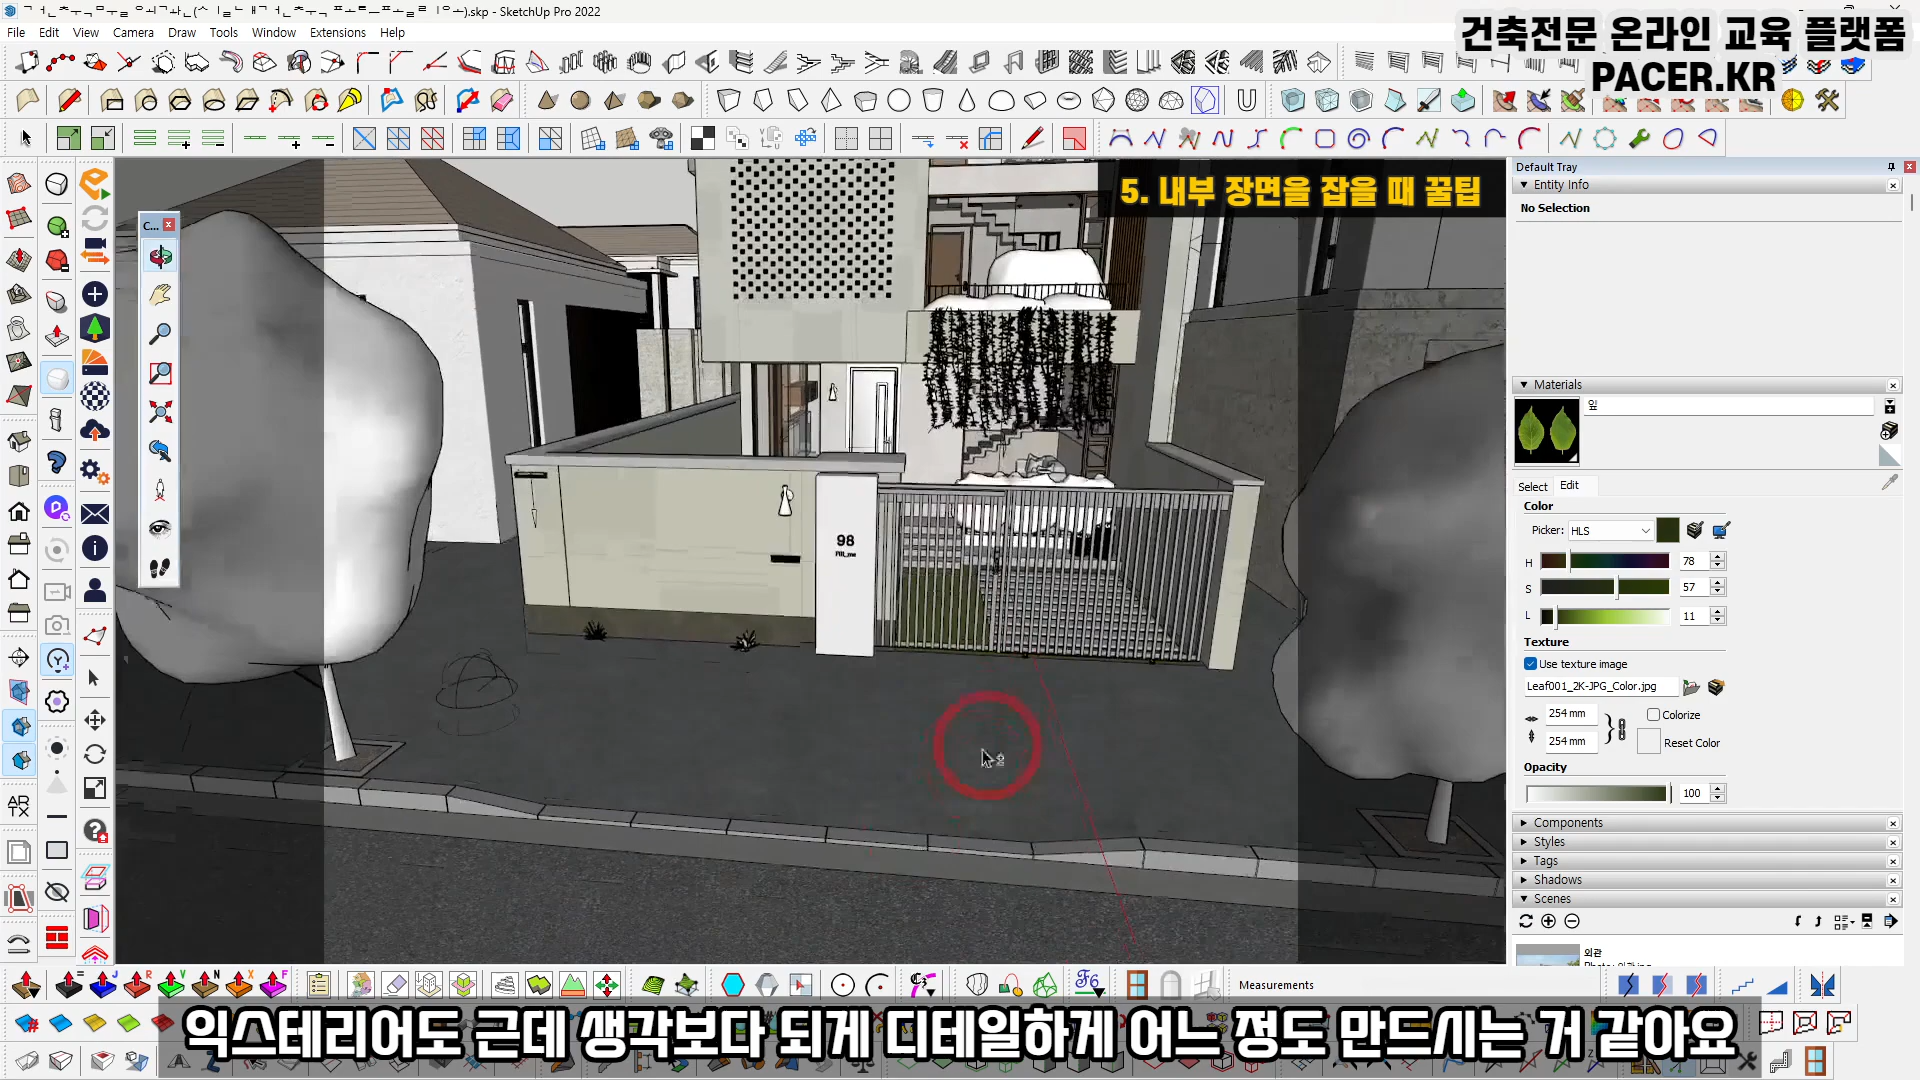 .skp - SketchUp Pro 2022
건축전문 온라인 교육 플랫폼
PACER.KR
File Edit View Camera Draw Tools Window Extensions Help
5. 내부 장면을 잡을 때 꿀팁
C...
98
Default Tray
Entity Info
No Selection
Materials
잎
Select Edit
Color
Picker: HLS
H 78
S 57
L 11
Texture
Use texture image
Leaf001_2K-JPG_Color.jpg
254 mm
Colorize
254 mm
Reset Color
Opacity
100
Components
Styles
Tags
Shadows
Scenes
외관
Measurements
익스테리어도 근데 생각보다 되게 디테일하게 어느 정도 만드시는 거 같아요